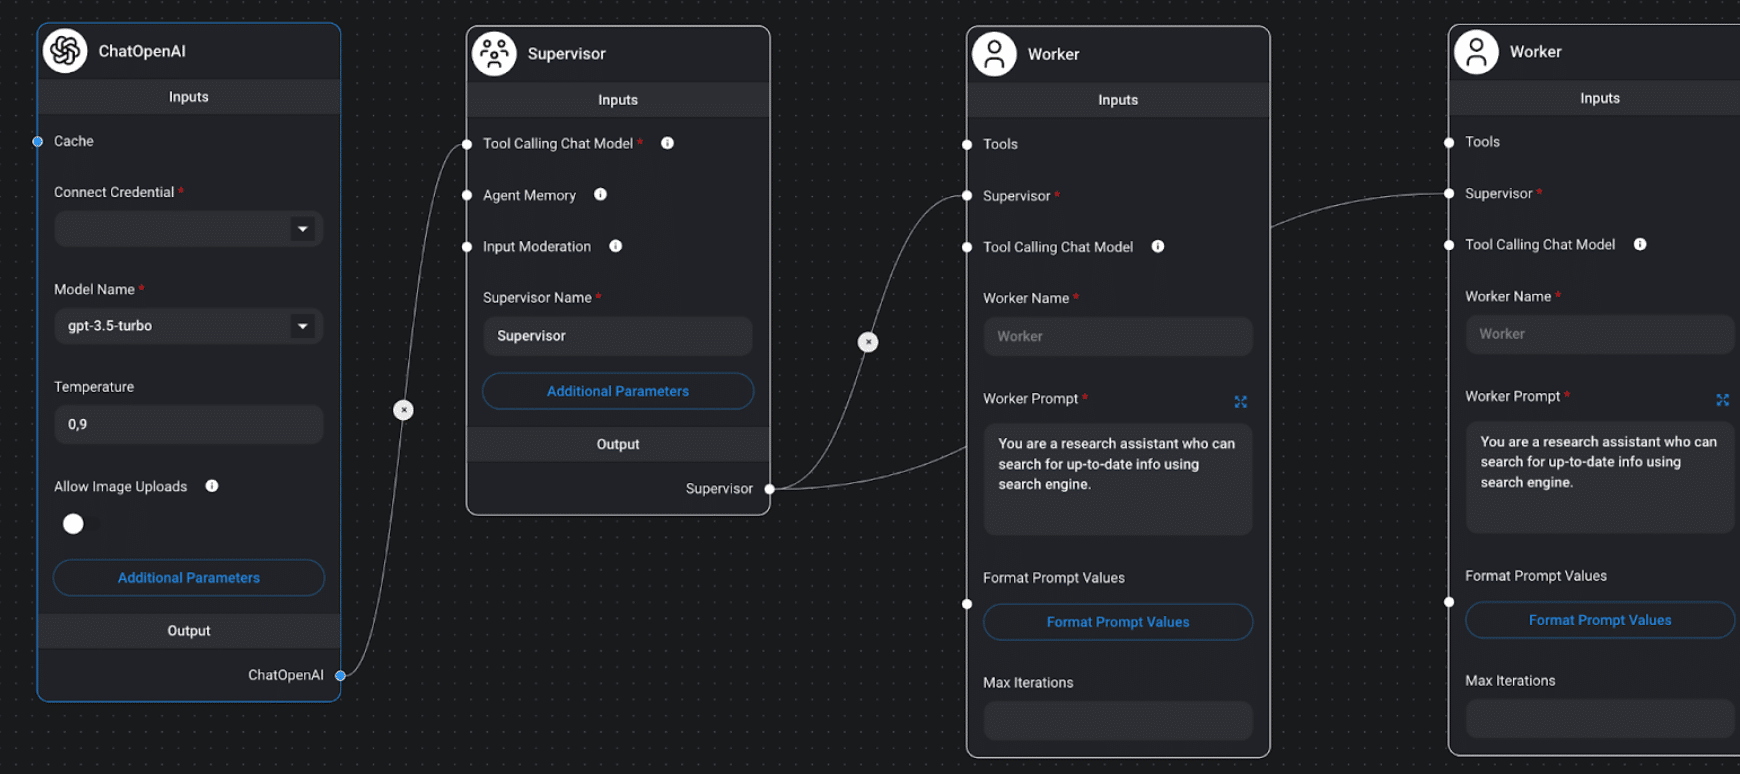 ChatOpenAI
Inputs
Cache
Connect Credential *
Model Name *
gpt-3.5-turbo
Temperature
0,9
Allow Image Uploads
Additional Parameters
Output
ChatOpenAI
Supervisor
Inputs
Tool Calling Chat Model *
Agent Memory
Input Moderation
Supervisor Name *
Supervisor
Additional Parameters
Output
Supervisor
Worker
Inputs
Tools
Supervisor *
Tool Calling Chat Model
Worker Name *
Worker
Worker Prompt *
You are a research assistant who can
search for up-to-date info using
search engine.
Format Prompt Values
Format Prompt Values
Max Iterations
Worker
Inputs
Tools
Supervisor *
Tool Calling Chat Model
Worker Name *
Worker
Worker Prompt *
You are a research assistant who can
search for up-to-date info using
search engine.
Format Prompt Values
Format Prompt Values
Max Iterations